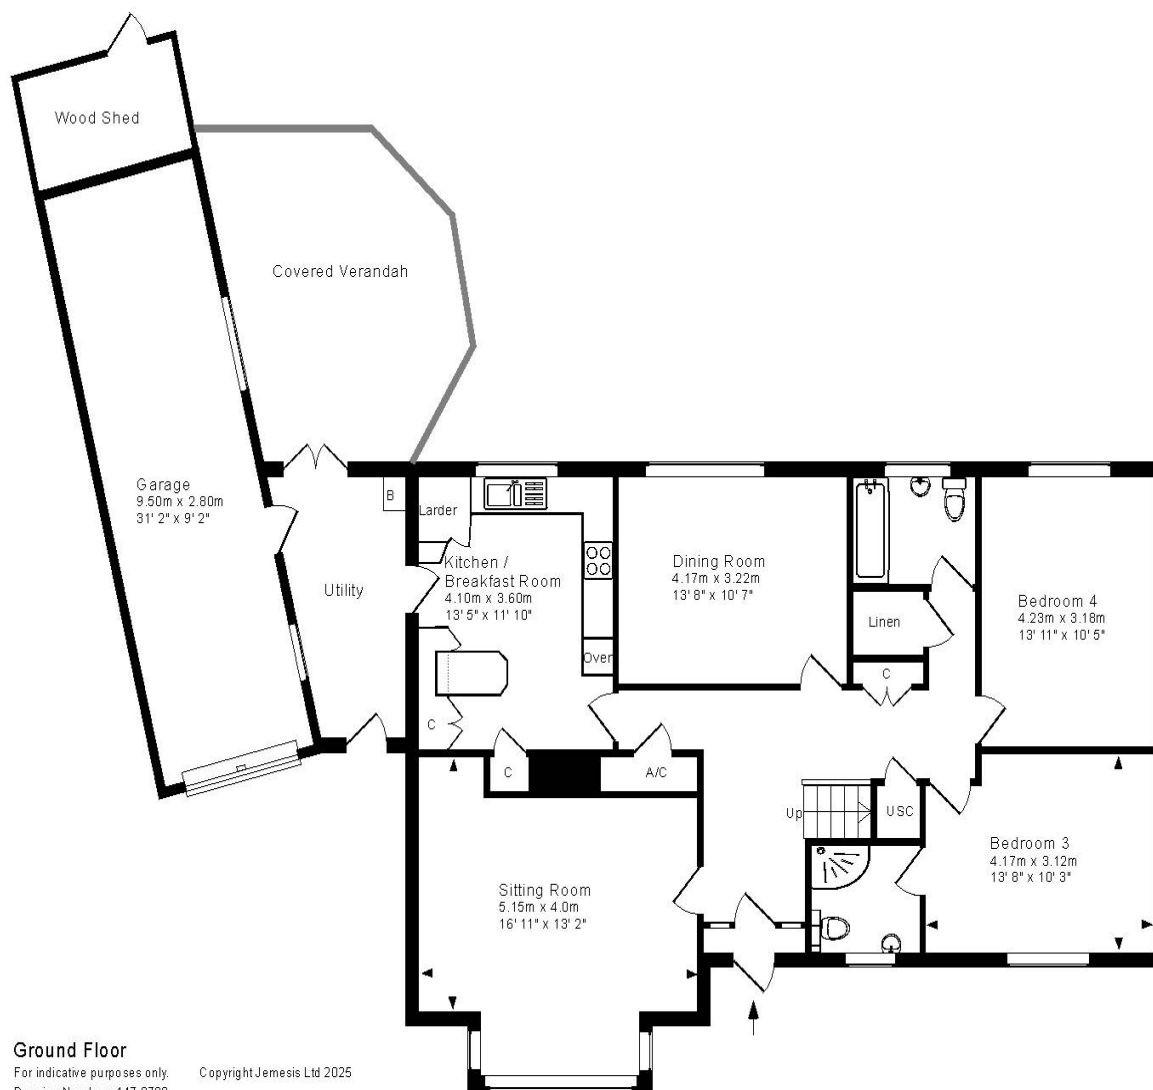 Wood Shed
Covered Verandah
Garage
9.50m x 2.80m
31' 2" x 9' 2"
B
Larder
Utility
Kitchen /
Breakfast Room
4.10m x 3.60m
13' 5" x 11' 10"
Oven
C
C
Dining Room
4.17m x 3.22m
13' 8" x 10' 7"
Linen
C
Bedroom 4
4.23m x 3.18m
13' 11" x 10' 5"
A/C
Up
USC
Bedroom 3
4.17m x 3.12m
13' 8" x 10' 3"
Sitting Room
5.15m x 4.0m
16' 11" x 13' 2"
Ground Floor
For indicative purposes only. Copyright Jemesis Ltd 2025